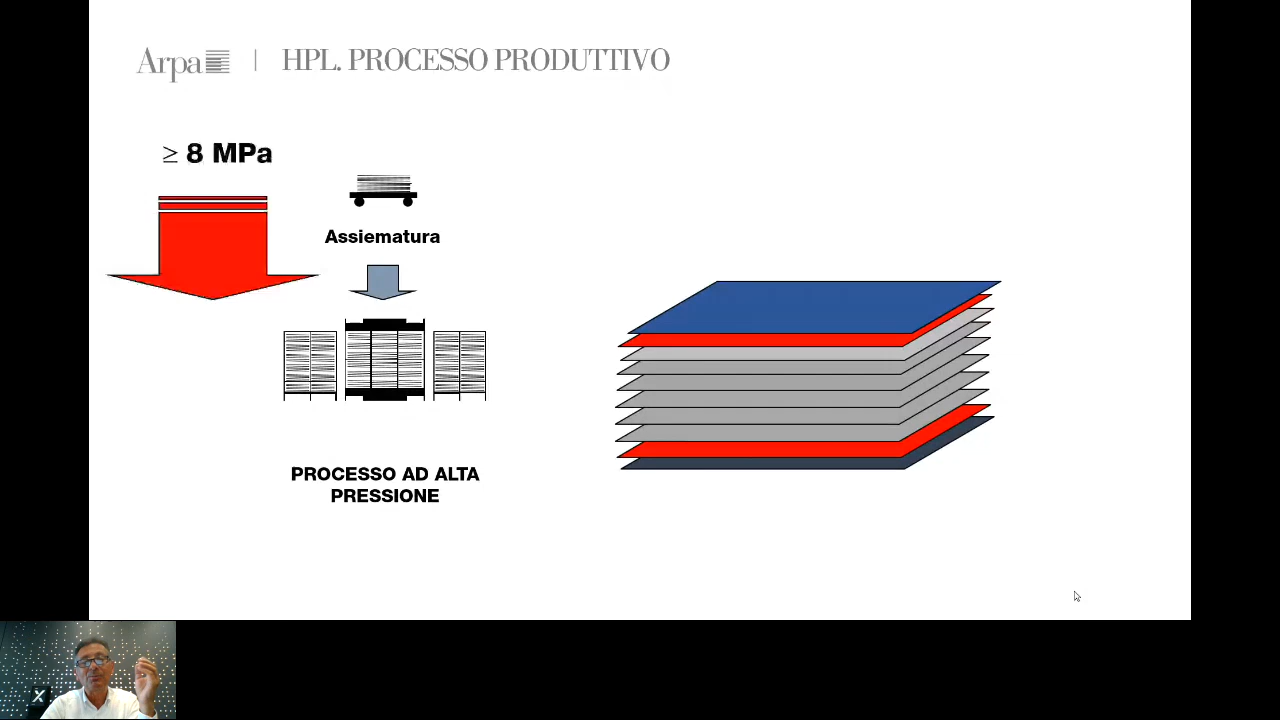 Arpa | HPL. PROCESSO PRODUTTIVO
≥ 8 MPa
Assiematura
PROCESSO AD ALTA
PRESSIONE
X